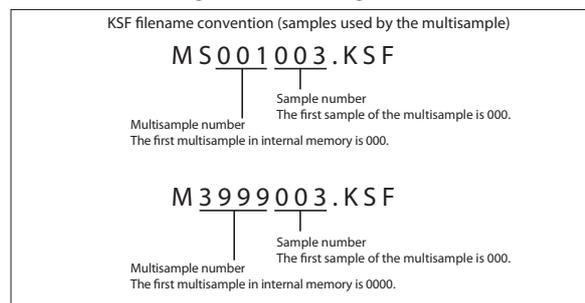 KSF filename convention (samples used by the multisample)
MS001003.KSF
Sample number
The first sample of the multisample is 000.
Multisample number
The first multisample in internal memory is 000.
M3999003.KSF
Sample number
The first sample of the multisample is 000.
Multisample number
The first multisample in internal memory is 0000.